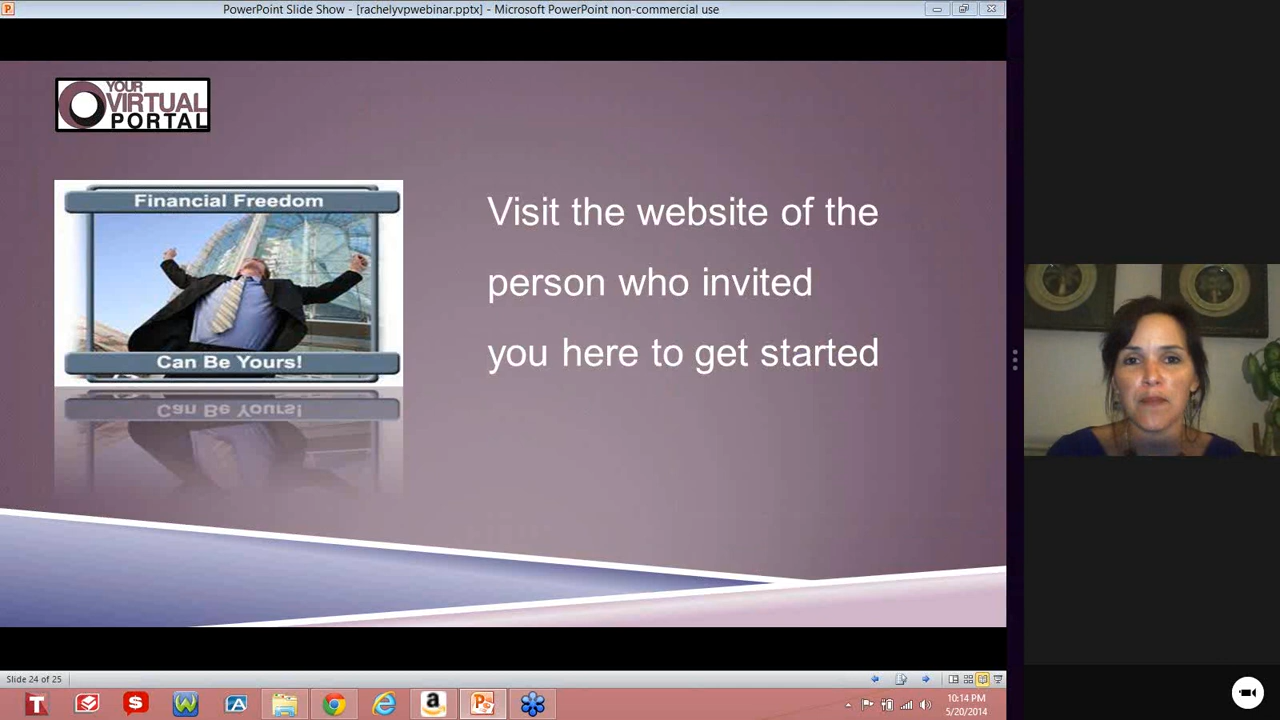 PowerPoint Slide Show - [rachelyvpwebinar.pptx] - Microsoft PowerPoint non-commercial use
YOUR
VIRTUAL
PORTAL
Financial Freedom
Can Be Yours!
Can Be Yours!
Visit the website of the
person who invited
you here to get started
Slide 24 of 25
10:14 PM
5/20/2014